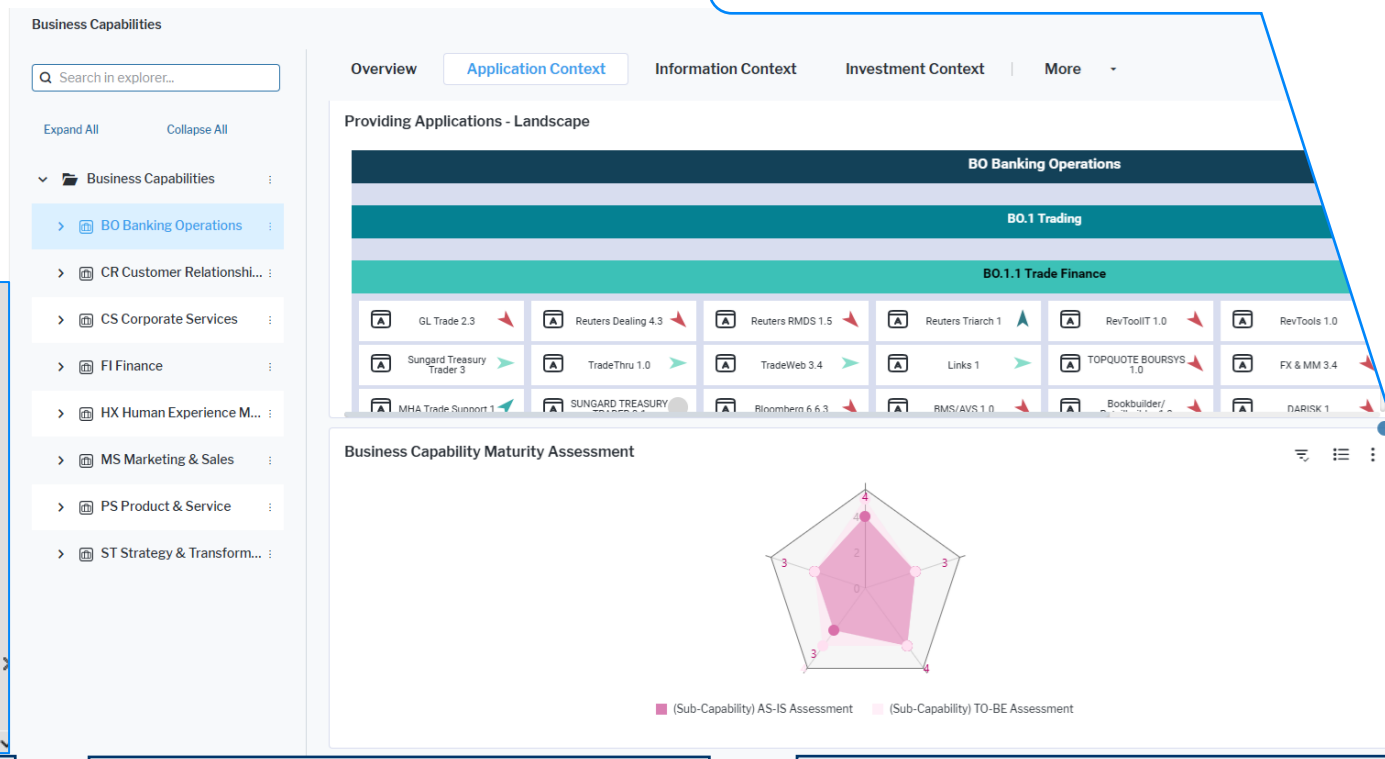 Business Capabilities
Search in explorer...
Expand All Collapse All
Business Capabilities
BO Banking Operations
CR Customer Relationshi...
CS Corporate Services
FI Finance
HX Human Experience M...
MS Marketing & Sales
PS Product & Service
ST Strategy & Transform...
Overview Application Context Information Context Investment Context More
Providing Applications - Landscape
BO Banking Operations
BO.1 Trading
BO.1.1 Trade Finance
GL Trade 2.3 Reuters Dealing 4.3 Reuters RMDS 1.5 Reuters Triarch 1 RevToolIT 1.0 RevTools 1.0
Sungard Treasury Trader 3 TradeThru 1.0 TradeWeb 3.4 Links 1 TOPQUOTE BOURSYS 1.0 FX & MM 3.4
MHA Trade Support 1 SUNGARD TREASURY Bloomberg 6.6.3 BMS/AVS 1.0 Bookbuilder/ DARISK 1
Business Capability Maturity Assessment
4
4
3 2 3
0
3
4
(Sub-Capability) AS-IS Assessment (Sub-Capability) TO-BE Assessment